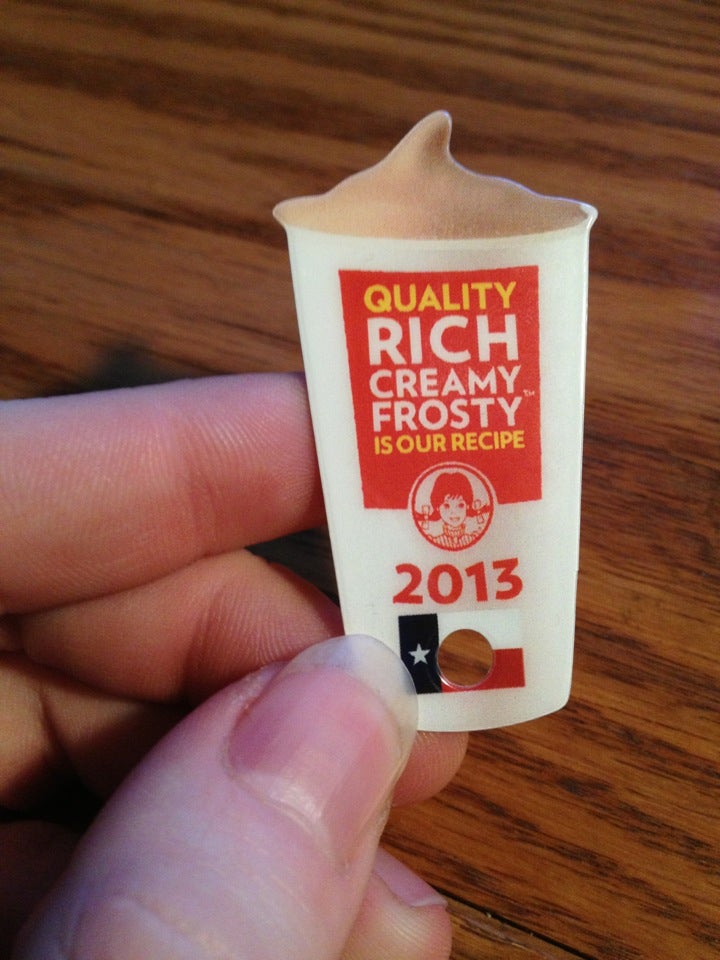 QUALITY
RICH
CREAMY
FROSTY™
IS OUR RECIPE
2013